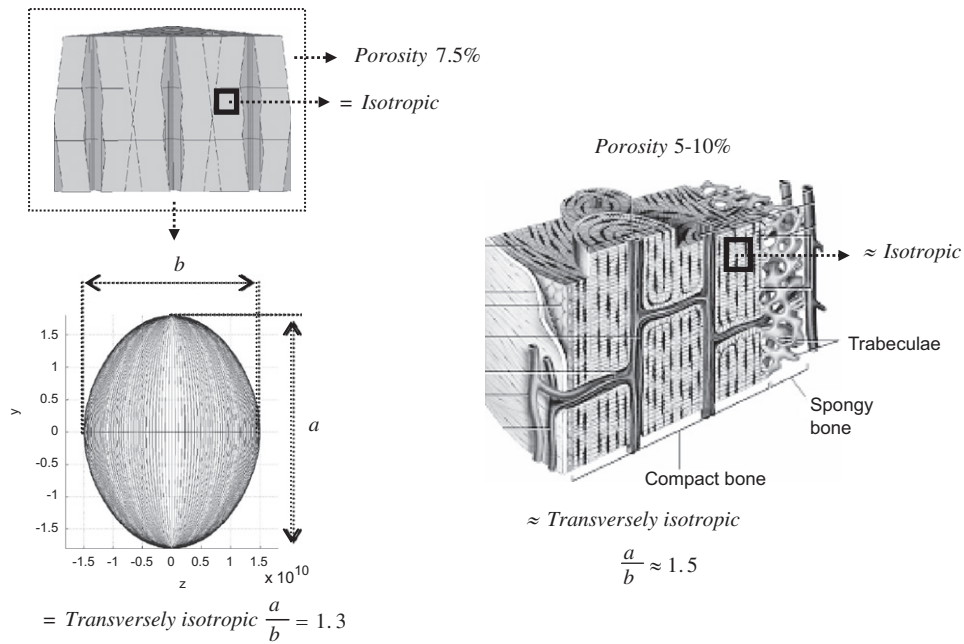 Porosity 7.5%
= Isotropic
b
a
y
1.5
1
0.5
0
-0.5
-1
-1.5
-1.5 -1 -0.5 0 0.5 1 1.5
x 10^10
z
= Transversely isotropic a/b = 1.3
Porosity 5-10%
≈ Isotropic
Trabeculae
Spongy
bone
Compact bone
≈ Transversely isotropic
a/b ≈ 1.5